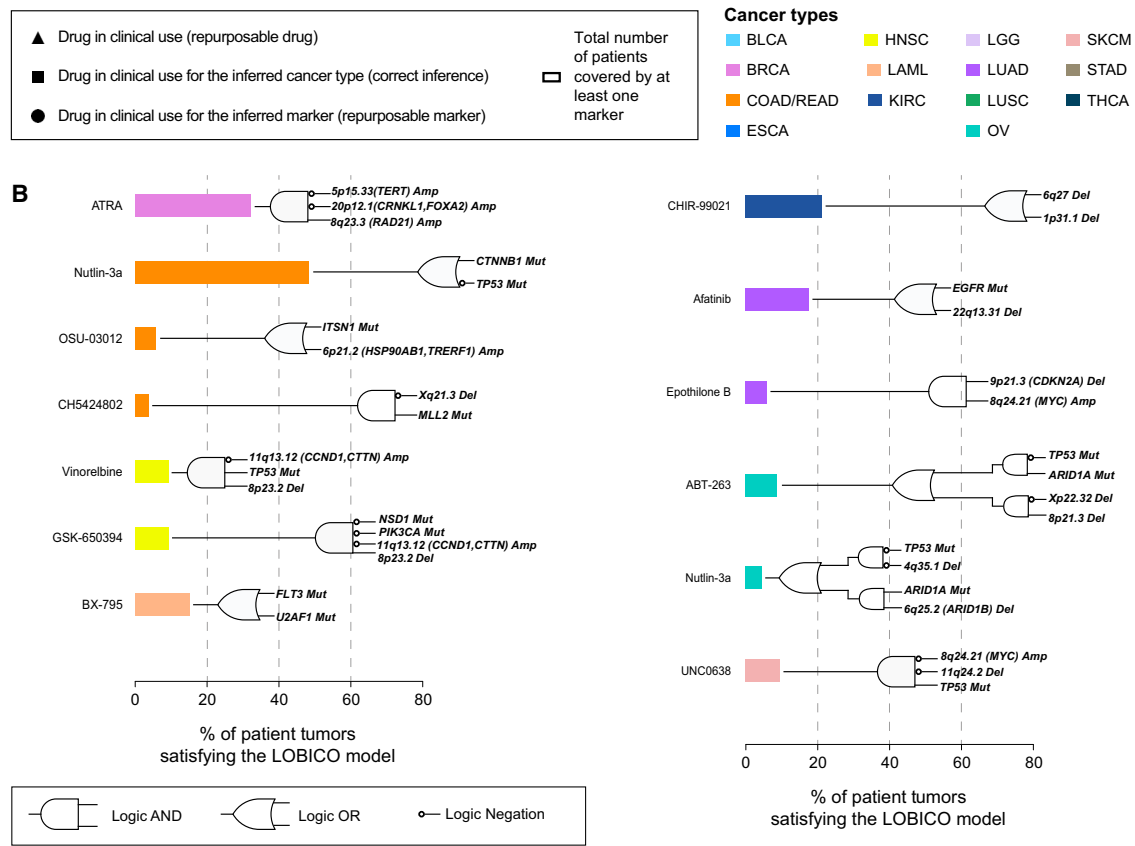 Drug in clinical use (repurposable drug)
Drug in clinical use for the inferred cancer type (correct inference)
Drug in clinical use for the inferred marker (repurposable marker)
Total number
of patients
covered by at
least one
marker
Cancer types
BLCA
BRCA
COAD/READ
ESCA
HNSC
LAML
KIRC
LGG
LUAD
LUSC
OV
SKCM
STAD
THCA
B
ATRA
5p15.33(TERT) Amp
20p12.1(CRNKL1,FOXA2) Amp
8q23.3 (RAD21) Amp
Nutlin-3a
CTNNB1 Mut
TP53 Mut
OSU-03012
ITSN1 Mut
6p21.2 (HSP90AB1,TRERF1) Amp
CH5424802
Xq21.3 Del
MLL2 Mut
Vinorelbine
11q13.12 (CCND1,CTTN) Amp
TP53 Mut
8p23.2 Del
GSK-650394
NSD1 Mut
PIK3CA Mut
11q13.12 (CCND1,CTTN) Amp
8p23.2 Del
BX-795
FLT3 Mut
U2AF1 Mut
0 20 40 60 80
% of patient tumors
satisfying the LOBICO model
CHIR-99021
6q27 Del
1p31.1 Del
Afatinib
EGFR Mut
22q13.31 Del
Epothilone B
9p21.3 (CDKN2A) Del
8q24.21 (MYC) Amp
ABT-263
TP53 Mut
ARID1A Mut
Xp22.32 Del
8p21.3 Del
Nutlin-3a
TP53 Mut
4q35.1 Del
ARID1A Mut
6q25.2 (ARID1B) Del
UNC0638
8q24.21 (MYC) Amp
11q24.2 Del
TP53 Mut
0 20 40 60 80
% of patient tumors
satisfying the LOBICO model
Logic AND
Logic OR
Logic Negation